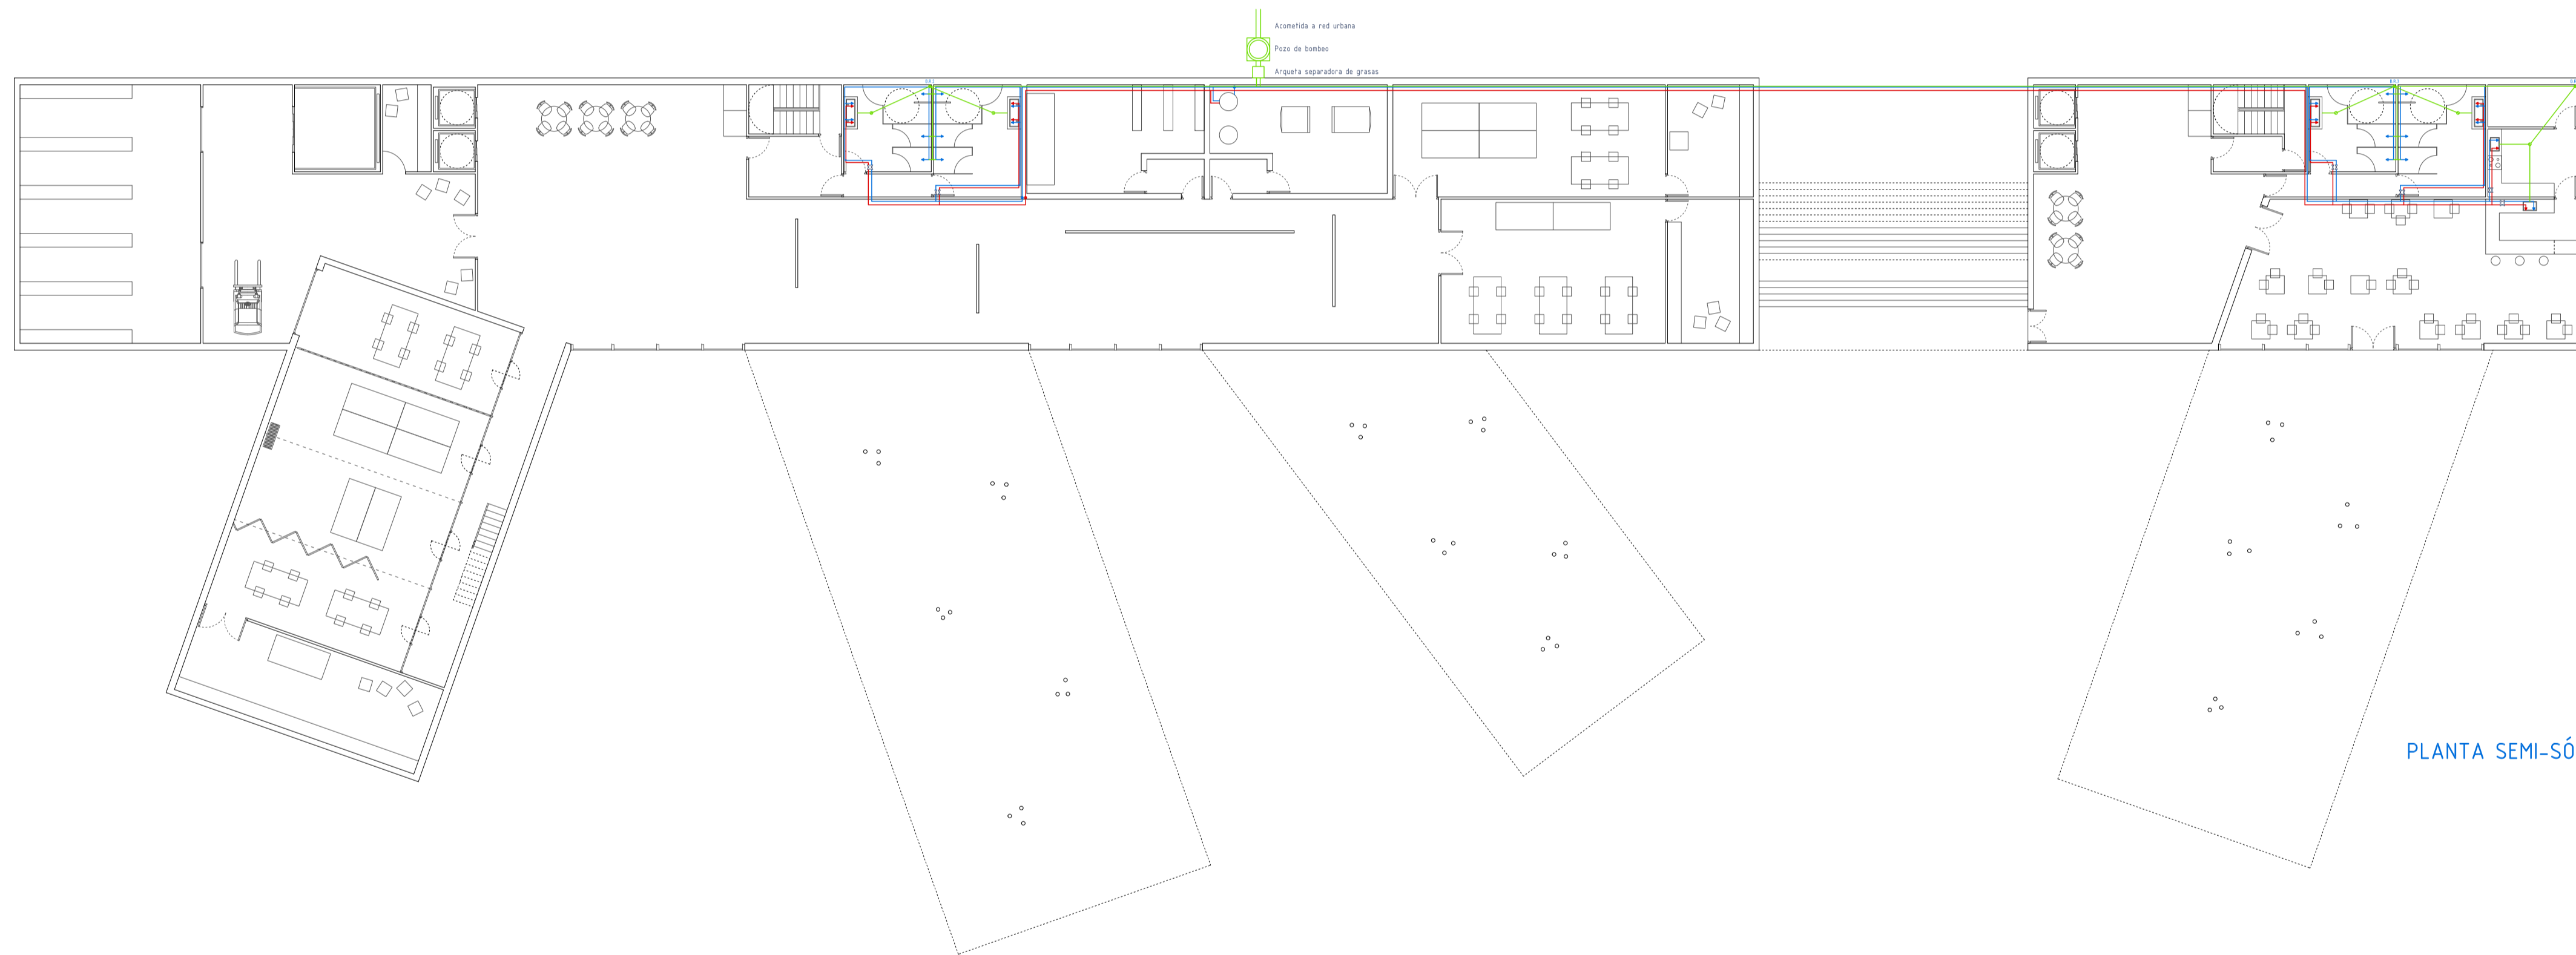 Acometida a red urbana
Pozo de bombeo
Arqueta separadora de grasas
PLANTA SEMI-SÓ